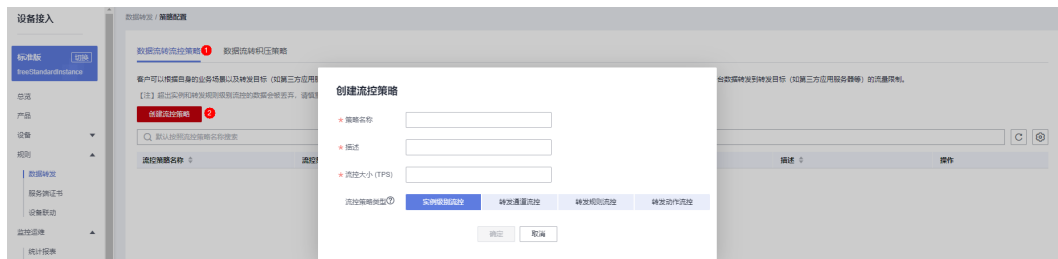 设备接入
数据转发 / 策略配置
标准版 切换
freeStandardInstance
数据流转流控策略 1 数据流转积压策略
客户可以根据自身的业务场景以及转发目标（如第三方应用服
台数据转发到转发目标（如第三方应用服务器等）的流量限制。
【注】超出实例和转发规则级别流控的数据会被丢弃，请慎重
创建流控策略 2
默认按照流控策略名称搜索
流控策略名称 流控策 描述 操作
总览
产品
设备
规则
数据转发
服务端证书
设备联动
监控运维
统计报表
创建流控策略
* 策略名称
* 描述
* 流控大小 (TPS)
流控策略类型 ? 实例级别流控 转发通道流控 转发规则流控 转发动作流控
确定 取消